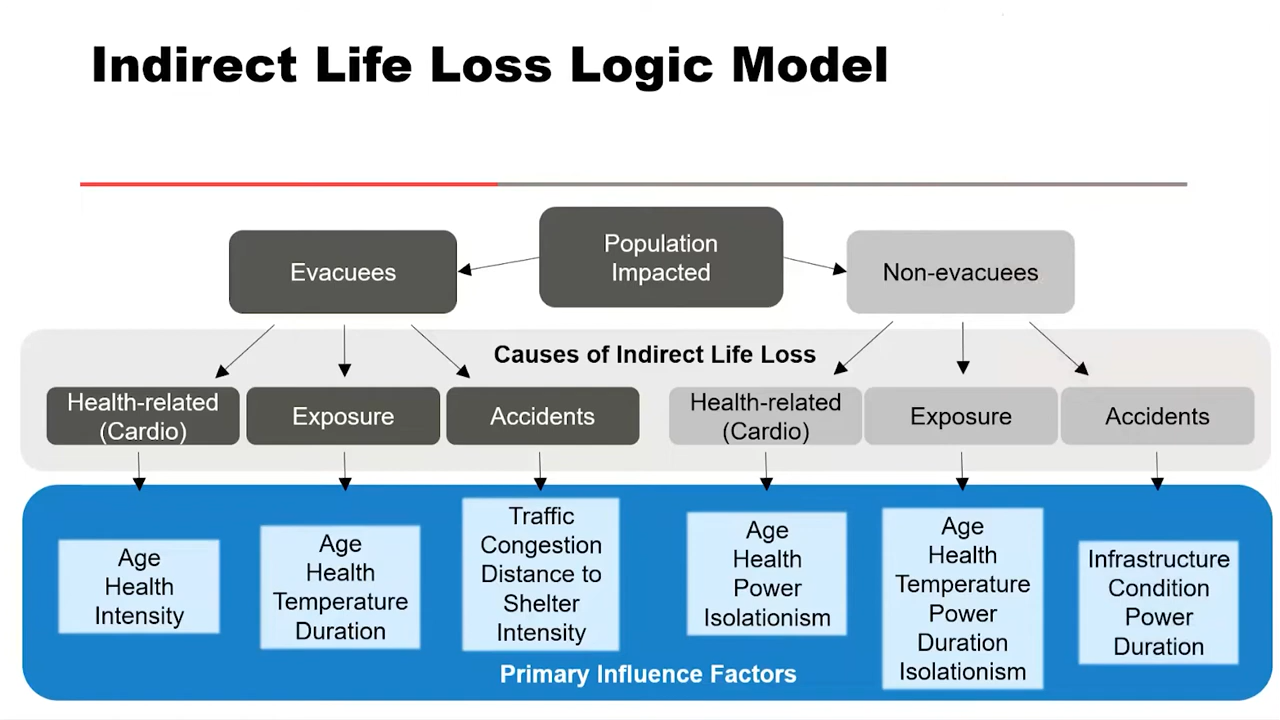 Indirect Life Loss Logic Model
Population
Impacted
Evacuees
Non-evacuees
Causes of Indirect Life Loss
Health-related
(Cardio)
Exposure
Accidents
Health-related
(Cardio)
Exposure
Accidents
Age
Health
Intensity
Age
Health
Temperature
Duration
Traffic
Congestion
Distance to
Shelter
Intensity
Age
Health
Power
Isolationism
Age
Health
Temperature
Power
Duration
Isolationism
Infrastructure
Condition
Power
Duration
Primary Influence Factors